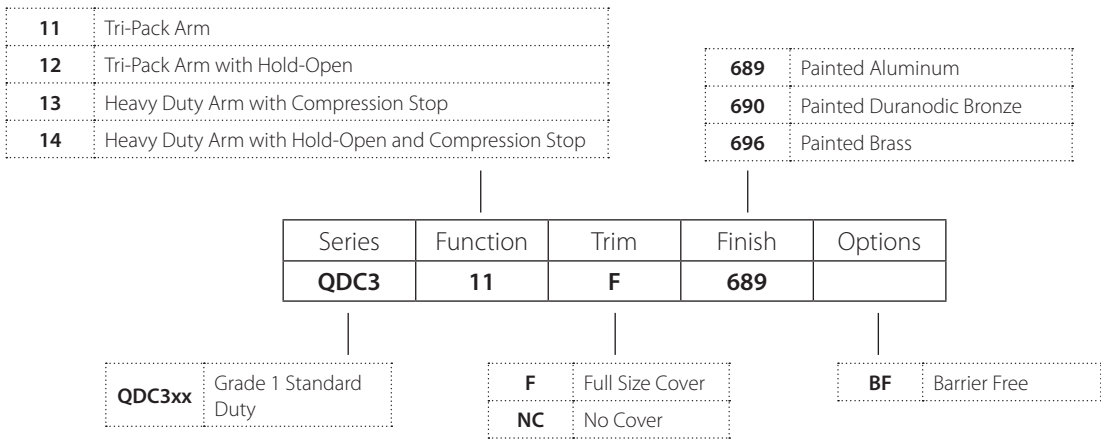 11 Tri-Pack Arm
12 Tri-Pack Arm with Hold-Open
13 Heavy Duty Arm with Compression Stop
14 Heavy Duty Arm with Hold-Open and Compression Stop
689 Painted Aluminum
690 Painted Duranodic Bronze
696 Painted Brass
Series Function Trim Finish Options
QDC3 11 F 689
QDC3xx Grade 1 Standard
Duty
F Full Size Cover
NC No Cover
BF Barrier Free